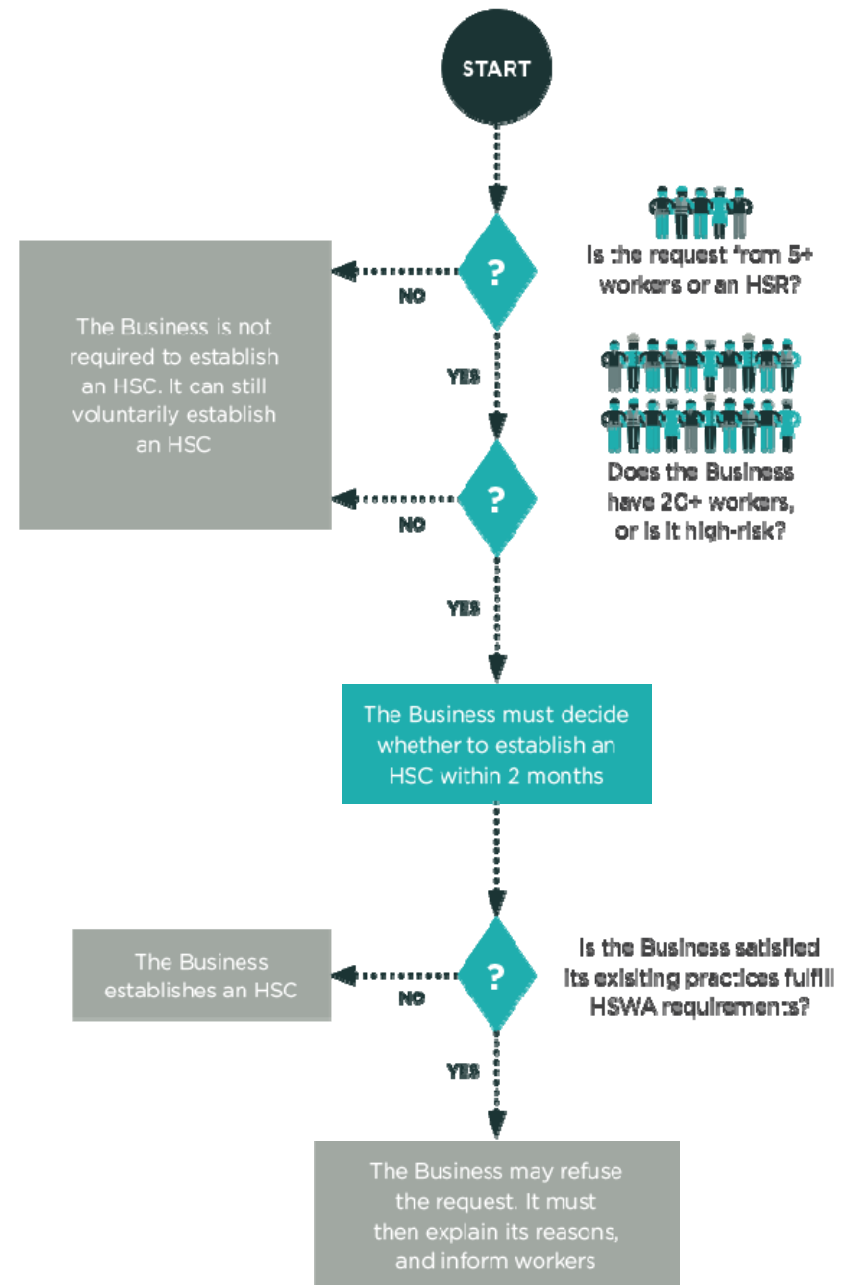 START
?
Is the request from 5+
workers or an HSR?
NO
The Business is not
required to establish
an HSC. It can still
voluntarily establish
an HSC
YES
?
Does the Business
have 20+ workers,
or is it high-risk?
NO
YES
The Business must decide
whether to establish an
HSC within 2 months
?
Is the Business satisfied
its exisiting practices fulfill
HSWA requirements?
NO
The Business
establishes an HSC
YES
The Business may refuse
the request. It must
then explain its reasons,
and inform workers